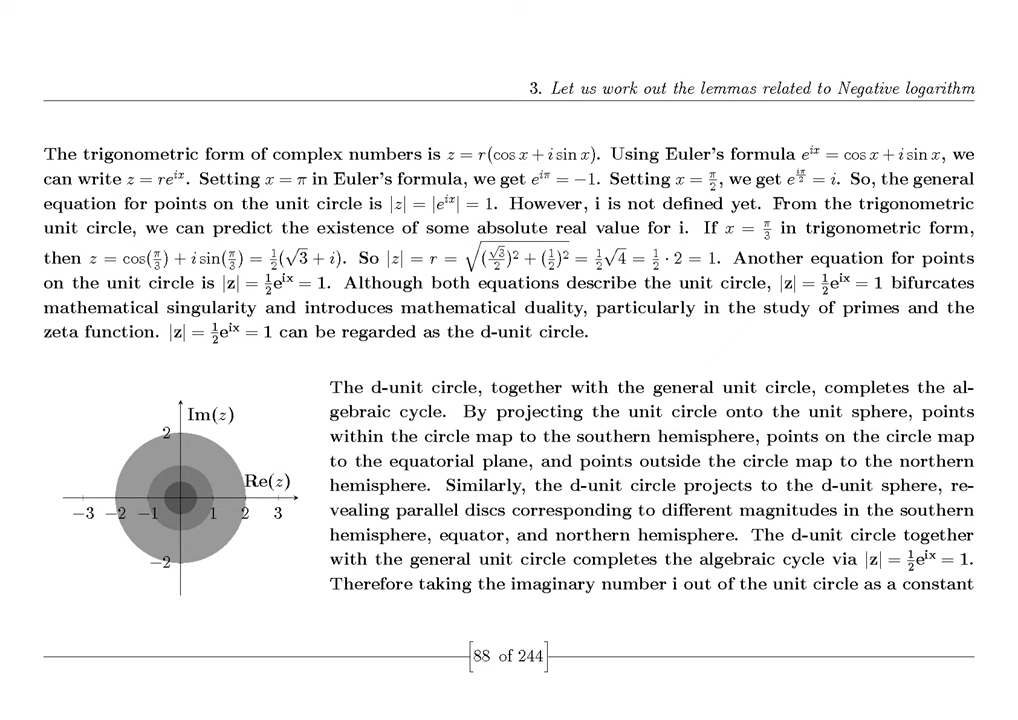 3. Let us work out the lemmas related to Negative logarithm
The trigonometric form of complex numbers is z = r(cos x + i sin x). Using Euler's formula e^{ix} = cos x + i sin x, we
can write z = re^{ix}. Setting x = π in Euler's formula, we get e^{iπ} = −1. Setting x = π/2, we get e^{iπ/2} = i. So, the general
equation for points on the unit circle is |z| = |e^{ix}| = 1. However, i is not defined yet. From the trigonometric
unit circle, we can predict the existence of some absolute real value for i. If x = π/3 in trigonometric form,
then z = cos(π/3) + i sin(π/3) = 1/2(√3 + i). So |z| = r = √((√3/2)² + (1/2)²) = 1/2√4 = 1/2 · 2 = 1. Another equation for points
on the unit circle is |z| = 1/2 e^{ix} = 1. Although both equations describe the unit circle, |z| = 1/2 e^{ix} = 1 bifurcates
mathematical singularity and introduces mathematical duality, particularly in the study of primes and the
zeta function. |z| = 1/2 e^{ix} = 1 can be regarded as the d-unit circle.
Im(z)
2
Re(z)
−3 −2 −1 1 2 3
−2
The d-unit circle, together with the general unit circle, completes the al-
gebraic cycle. By projecting the unit circle onto the unit sphere, points
within the circle map to the southern hemisphere, points on the circle map
to the equatorial plane, and points outside the circle map to the northern
hemisphere. Similarly, the d-unit circle projects to the d-unit sphere, re-
vealing parallel discs corresponding to different magnitudes in the southern
hemisphere, equator, and northern hemisphere. The d-unit circle together
with the general unit circle completes the algebraic cycle via |z| = 1/2 e^{ix} = 1.
Therefore taking the imaginary number i out of the unit circle as a constant
88 of 244